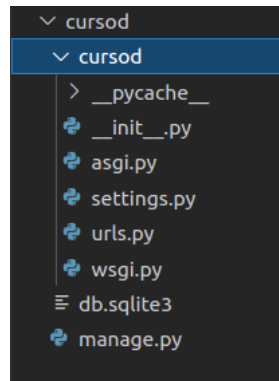 cursod
cursod
__pycache__
__init__.py
asgi.py
settings.py
urls.py
wsgi.py
db.sqlite3
manage.py